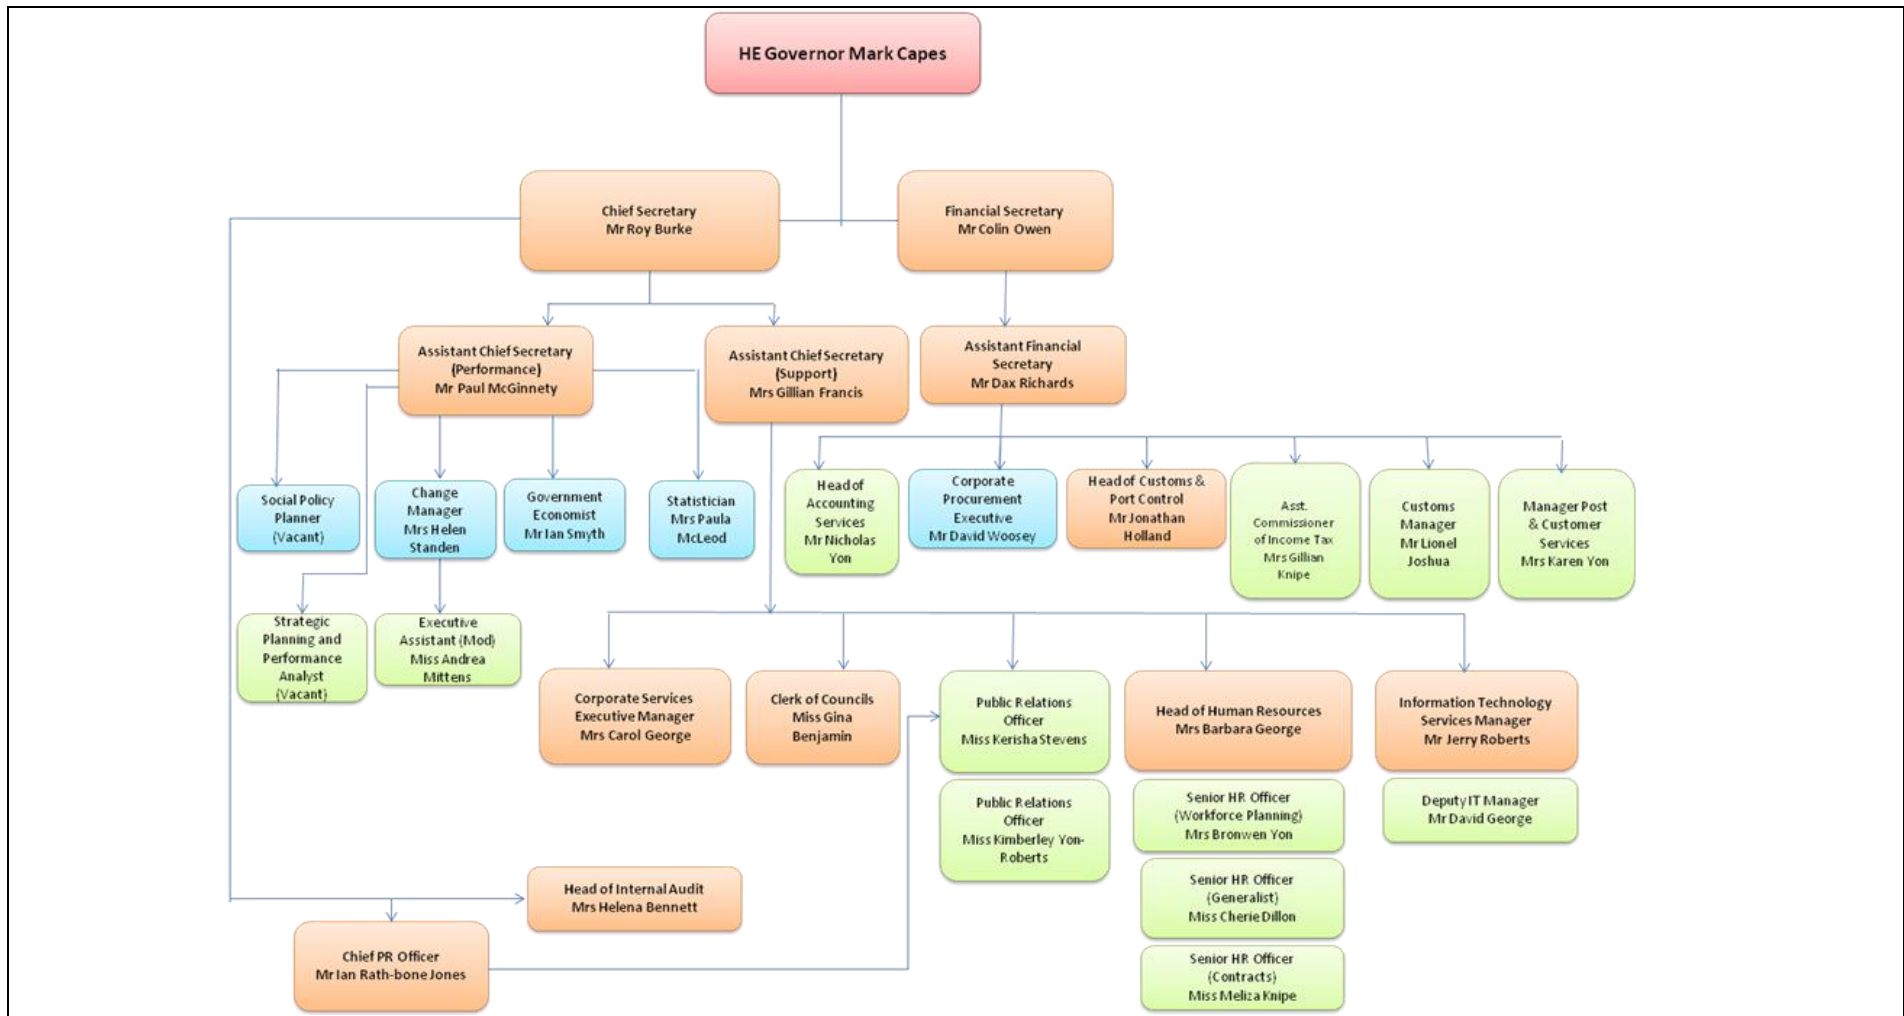 HE Governor Mark Capes
Chief Secretary
Mr Roy Burke
Financial Secretary
Mr Colin Owen
Assistant Chief Secretary
(Performance)
Mr Paul McGinnety
Assistant Chief Secretary
(Support)
Mrs Gillian Francis
Assistant Financial
Secretary
Mr Dax Richards
Social Policy
Planner
(Vacant)
Change
Manager
Mrs Helen
Standen
Government
Economist
Mr Ian Smyth
Statistician
Mrs Paula
McLeod
Head of
Accounting
Services
Mr Nicholas
Yon
Corporate
Procurement
Executive
Mr David Woosey
Head of Customs &
Port Control
Mr Jonathan
Holland
Asst.
Commissioner
of Income Tax
Mrs Gillian
Knipe
Customs
Manager
Mr Lionel
Joshua
Manager Post
& Customer
Services
Mrs Karen Yon
Strategic
Planning and
Performance
Analyst
(Vacant)
Executive
Assistant (Mod)
Miss Andrea
Mittens
Corporate Services
Executive Manager
Mrs Carol George
Clerk of Councils
Miss Gina
Benjamin
Public Relations
Officer
Miss Kerisha Stevens
Head of Human Resources
Mrs Barbara George
Information Technology
Services Manager
Mr Jerry Roberts
Public Relations
Officer
Miss Kimberley Yon-
Roberts
Senior HR Officer
(Workforce Planning)
Mrs Bronwen Yon
Deputy IT Manager
Mr David George
Senior HR Officer
(Generalist)
Miss Cherie Dillon
Head of Internal Audit
Mrs Helena Bennett
Chief PR Officer
Mr Ian Rath-bone Jones
Senior HR Officer
(Contracts)
Miss Meliza Knipe